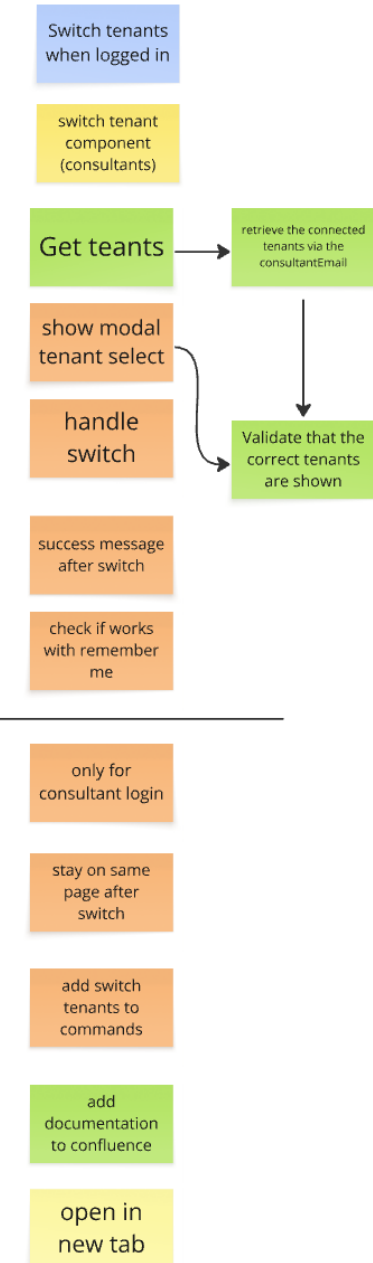 Switch tenants
when logged in
switch tenant
component
(consultants)
Get teants
retrieve the connected
tenants via the
consultantEmail
show modal
tenant select
handle
switch
Validate that the
correct tenants
are shown
success message
after switch
check if works
with remember
me
only for
consultant login
stay on same
page after
switch
add switch
tenants to
commands
add
documentation
to confluence
open in
new tab